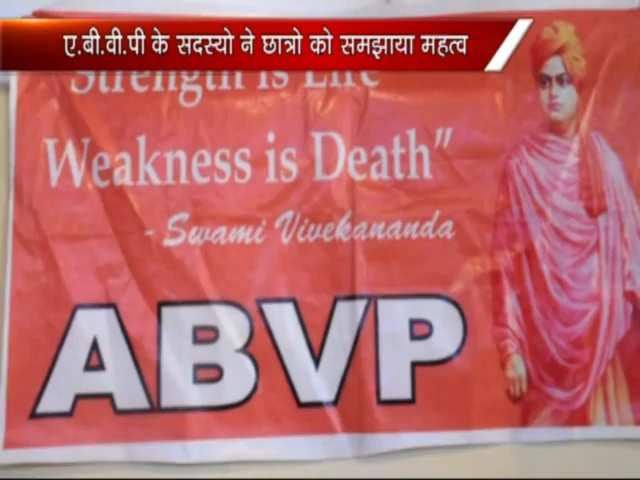 ए.बी.वी.पी के सदस्यो ने छात्रो को समझाया महत्व
Strength is Life
Weakness is Death”
- Swami Vivekananda
ABVP